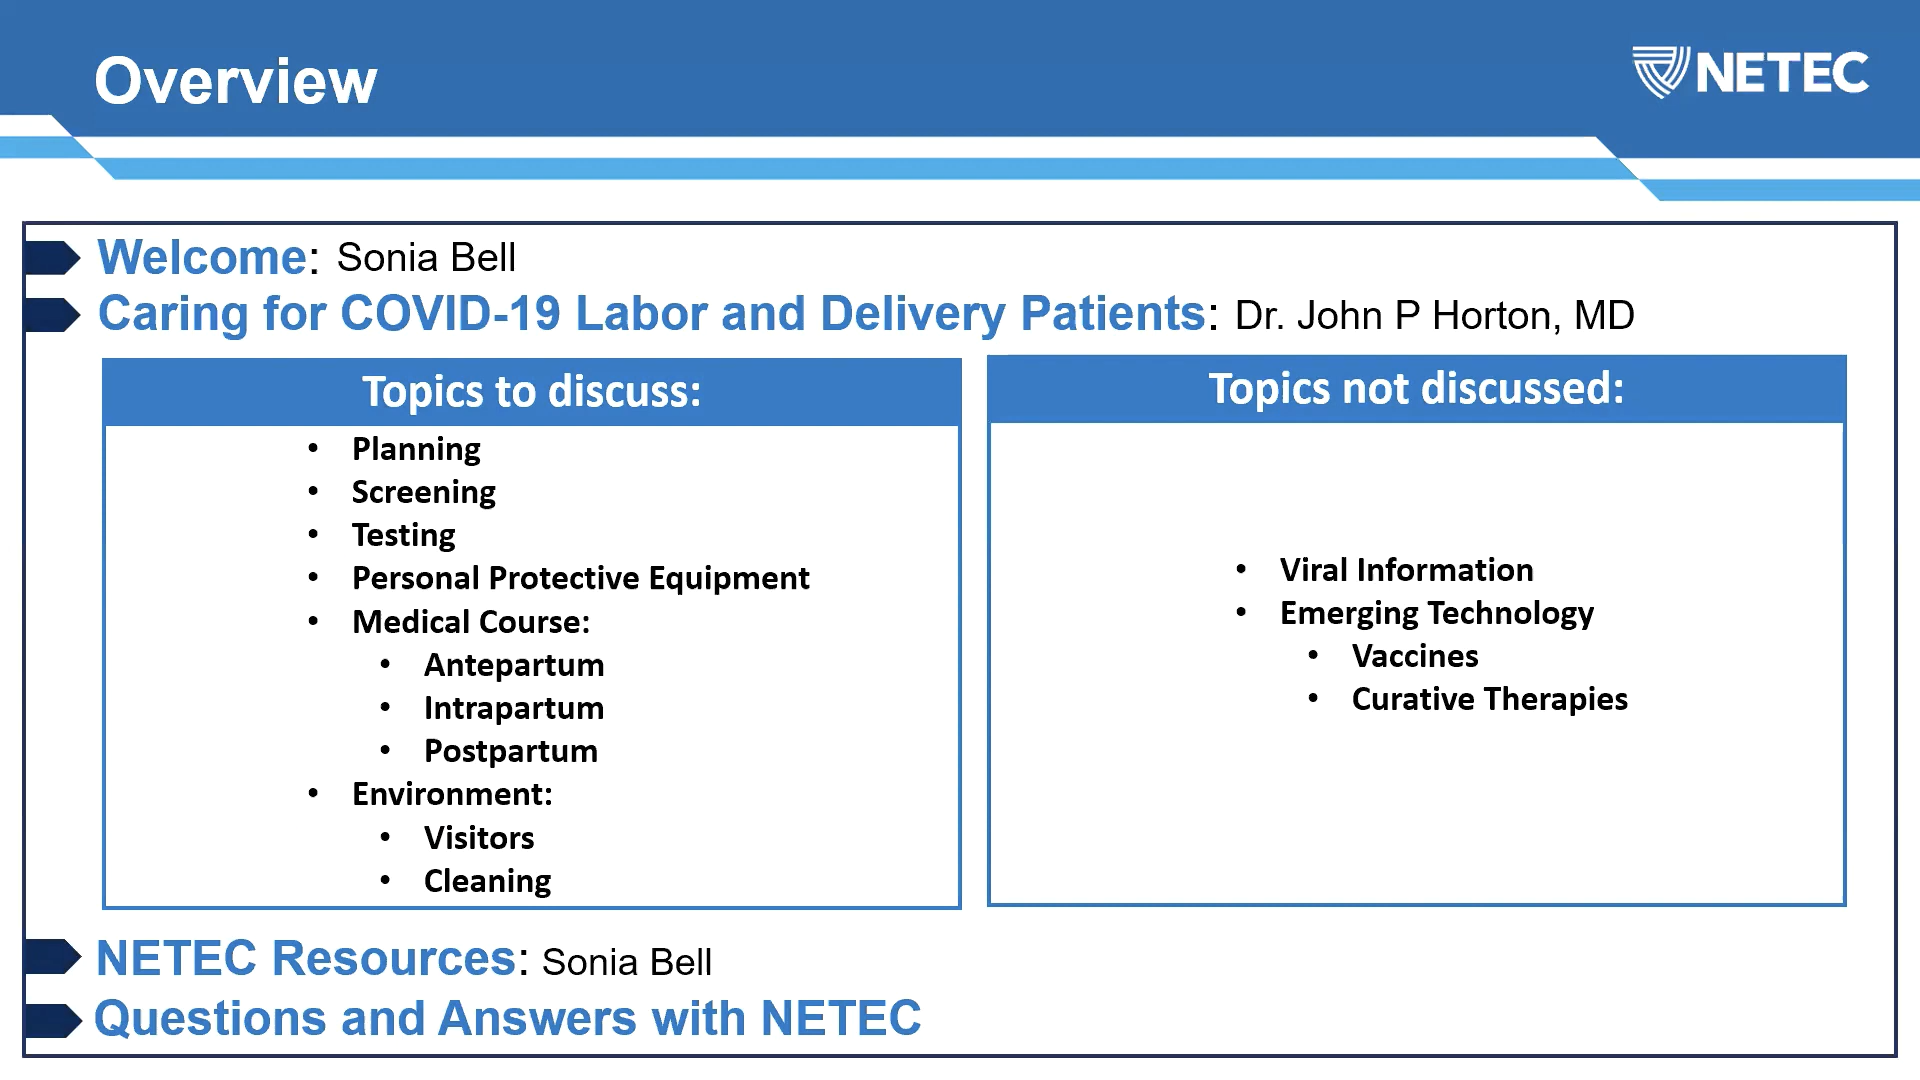 Overview
NETEC
Welcome: Sonia Bell
Caring for COVID-19 Labor and Delivery Patients: Dr. John P Horton, MD
Topics to discuss:
• Planning
• Screening
• Testing
• Personal Protective Equipment
• Medical Course:
• Antepartum
• Intrapartum
• Postpartum
• Environment:
• Visitors
• Cleaning
Topics not discussed:
• Viral Information
• Emerging Technology
• Vaccines
• Curative Therapies
NETEC Resources: Sonia Bell
Questions and Answers with NETEC